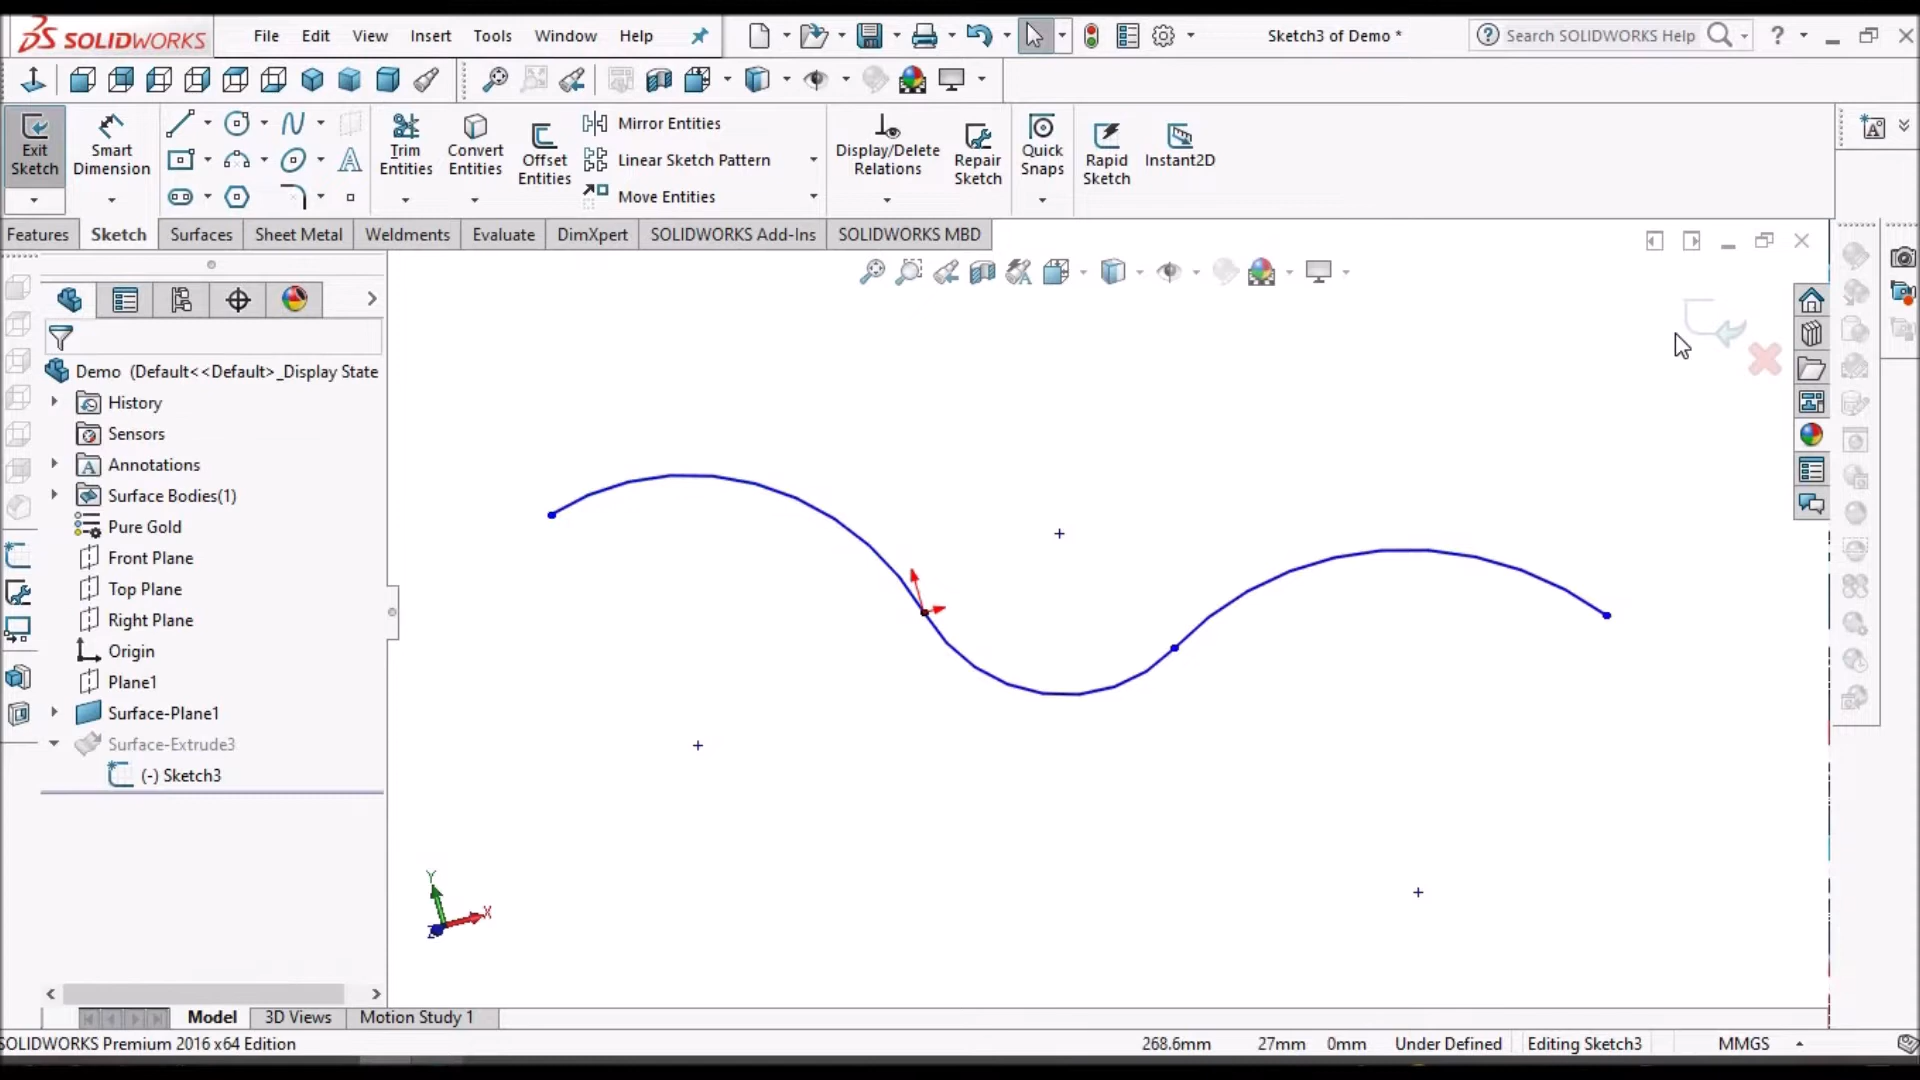 SOLIDWORKS File Edit View Insert Tools Window Help Sketch3 of Demo * Search SOLIDWORKS Help ?
Exit Sketch
Smart Dimension
Trim Entities
Convert Entities
Offset Entities
Mirror Entities
Linear Sketch Pattern
Move Entities
Display/Delete Relations
Repair Sketch
Quick Snaps
Rapid Sketch
Instant2D
Features Sketch Surfaces Sheet Metal Weldments Evaluate DimXpert SOLIDWORKS Add-Ins SOLIDWORKS MBD
Demo (Default<<Default>_Display State
History
Sensors
Annotations
Surface Bodies(1)
Pure Gold
Front Plane
Top Plane
Right Plane
Origin
Plane1
Surface-Plane1
Surface-Extrude3
(-) Sketch3
Y
X
Z
Model 3D Views Motion Study 1
SOLIDWORKS Premium 2016 x64 Edition 268.6mm 27mm 0mm Under Defined Editing Sketch3 MMGS